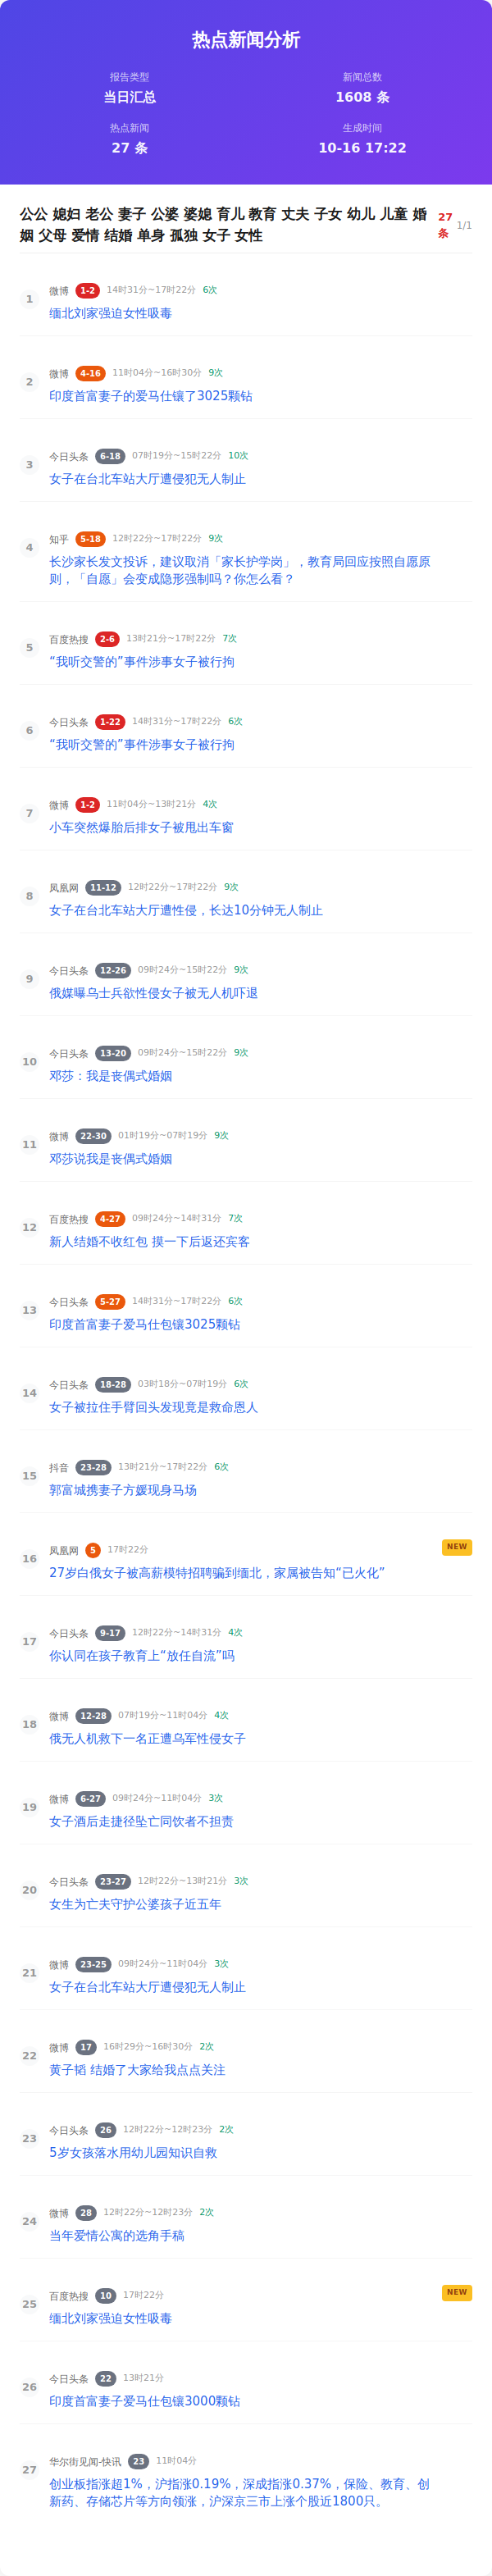 热点新闻分析
报告类型
当日汇总
新闻总数
1608 条
热点新闻
27 条
生成时间
10-16 17:22
公公 媳妇 老公 妻子 公婆 婆媳 育儿 教育 丈夫 子女 幼儿 儿童 婚
姻 父母 爱情 结婚 单身 孤独 女子 女性
27
条
1/1
1
微博 1-2 14时31分~17时22分 6次
缅北刘家强迫女性吸毒
2
微博 4-16 11时04分~16时30分 9次
印度首富妻子的爱马仕镶了3025颗钻
3
今日头条 6-18 07时19分~15时22分 10次
女子在台北车站大厅遭侵犯无人制止
4
知乎 5-18 12时22分~17时22分 9次
长沙家长发文投诉，建议取消「家长护学岗」，教育局回应按照自愿原
则，「自愿」会变成隐形强制吗？你怎么看？
5
百度热搜 2-6 13时21分~17时22分 7次
“我听交警的”事件涉事女子被行拘
6
今日头条 1-22 14时31分~17时22分 6次
“我听交警的”事件涉事女子被行拘
7
微博 1-2 11时04分~13时21分 4次
小车突然爆胎后排女子被甩出车窗
8
凤凰网 11-12 12时22分~17时22分 9次
女子在台北车站大厅遭性侵，长达10分钟无人制止
9
今日头条 12-26 09时24分~15时22分 9次
俄媒曝乌士兵欲性侵女子被无人机吓退
10
今日头条 13-20 09时24分~15时22分 9次
邓莎：我是丧偶式婚姻
11
微博 22-30 01时19分~07时19分 9次
邓莎说我是丧偶式婚姻
12
百度热搜 4-27 09时24分~14时31分 7次
新人结婚不收红包 摸一下后返还宾客
13
今日头条 5-27 14时31分~17时22分 6次
印度首富妻子爱马仕包镶3025颗钻
14
今日头条 18-28 03时18分~07时19分 6次
女子被拉住手臂回头发现竟是救命恩人
15
抖音 23-28 13时21分~17时22分 6次
郭富城携妻子方媛现身马场
16
凤凰网 5 17时22分
NEW
27岁白俄女子被高薪模特招聘骗到缅北，家属被告知“已火化”
17
今日头条 9-17 12时22分~14时31分 4次
你认同在孩子教育上“放任自流”吗
18
微博 12-28 07时19分~11时04分 4次
俄无人机救下一名正遭乌军性侵女子
19
微博 6-27 09时24分~11时04分 3次
女子酒后走捷径坠亡同饮者不担责
20
今日头条 23-27 12时22分~13时21分 3次
女生为亡夫守护公婆孩子近五年
21
微博 23-25 09时24分~11时04分 3次
女子在台北车站大厅遭侵犯无人制止
22
微博 17 16时29分~16时30分 2次
黄子韬 结婚了大家给我点点关注
23
今日头条 26 12时22分~12时23分 2次
5岁女孩落水用幼儿园知识自救
24
微博 28 12时22分~12时23分 2次
当年爱情公寓的选角手稿
25
百度热搜 10 17时22分
NEW
缅北刘家强迫女性吸毒
26
今日头条 22 13时21分
印度首富妻子爱马仕包镶3000颗钻
27
华尔街见闻-快讯 23 11时04分
创业板指涨超1%，沪指涨0.19%，深成指涨0.37%，保险、教育、创
新药、存储芯片等方向领涨，沪深京三市上涨个股近1800只。